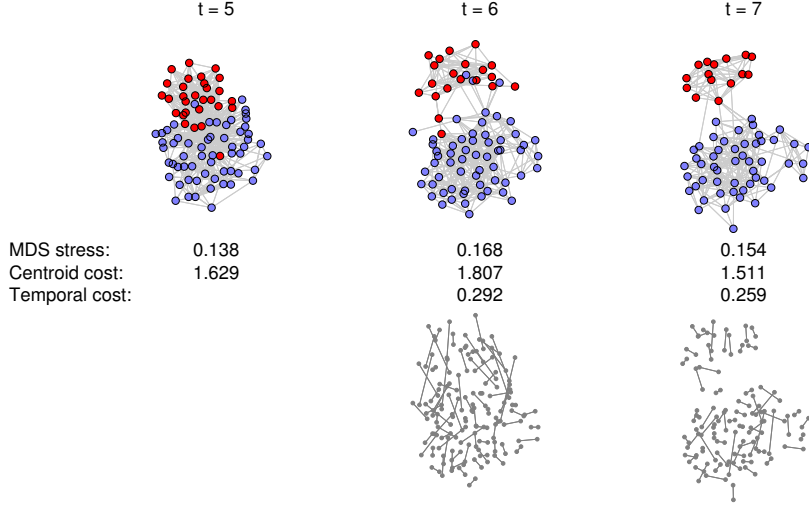 t = 5 t = 6 t = 7
MDS stress: 0.138 0.168 0.154
Centroid cost: 1.629 1.807 1.511
Temporal cost: 0.292 0.259